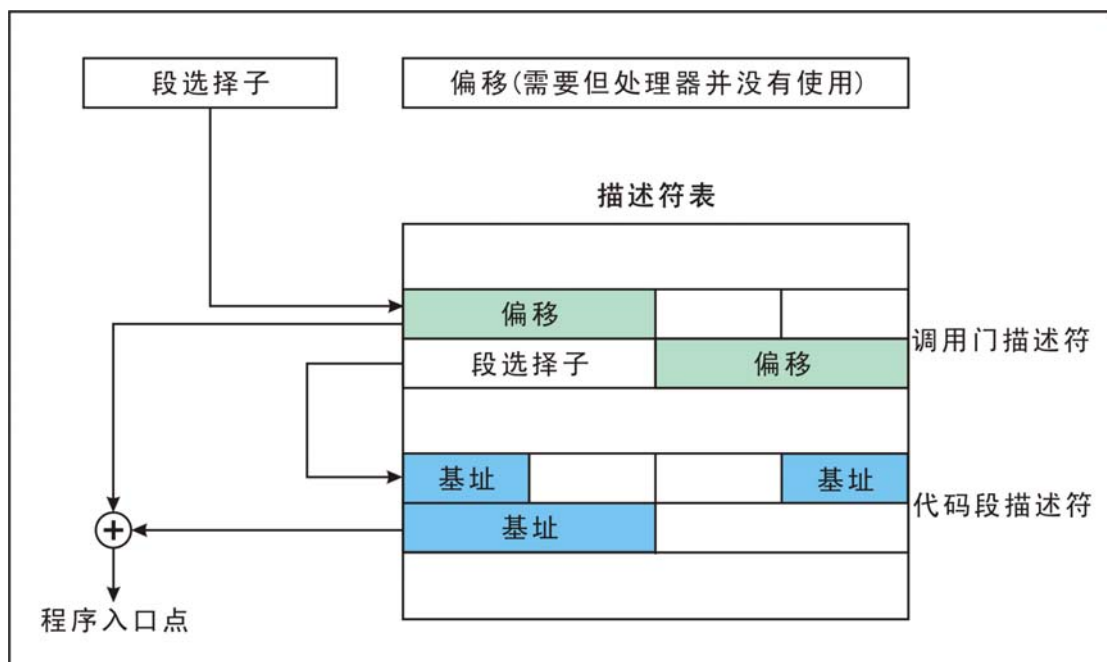 段选择子
偏移(需要但处理器并没有使用)
描述符表
偏移
调用门描述符
段选择子
偏移
基址
基址
代码段描述符
基址
程序入口点